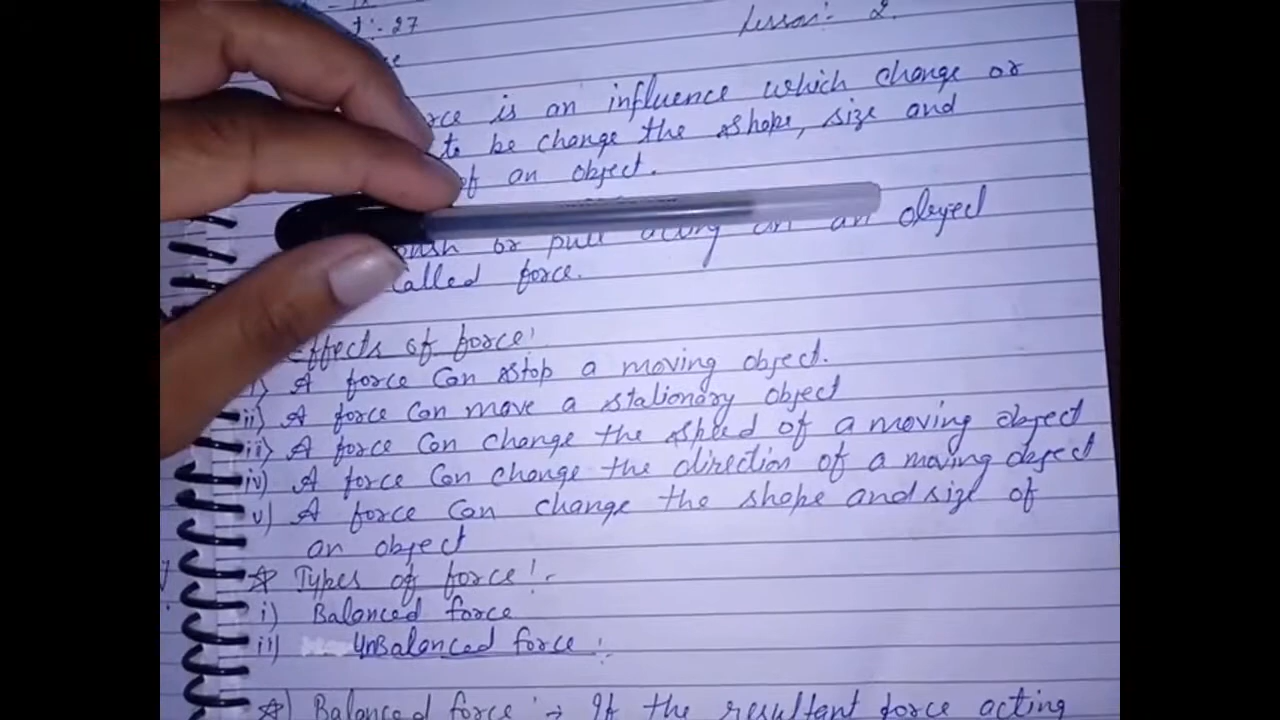 t:- 27
Lesson:- 2.
rce is an influence which change or
to be change the shape, size and
of an object.
push or pull acting on an object
called force.
Effects of force:
i) A force can stop a moving object.
ii) A force can move a stationary object
iii) A force can change the speed of a moving object
iv) A force can change the direction of a moving object
v) A force can change the shape and size of
an object
☆ Types of force:-
i) Balanced force
ii) UnBalanced force :
☆) Balanced force :→ If the resultant force acting